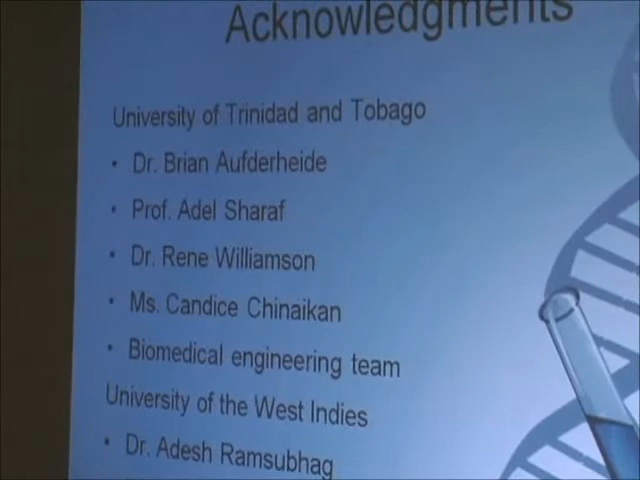 Acknowledgments
University of Trinidad and Tobago
• Dr. Brian Aufderheide
• Prof. Adel Sharaf
• Dr. Rene Williamson
• Ms. Candice Chinaikan
• Biomedical engineering team
University of the West Indies
• Dr. Adesh Ramsubhag